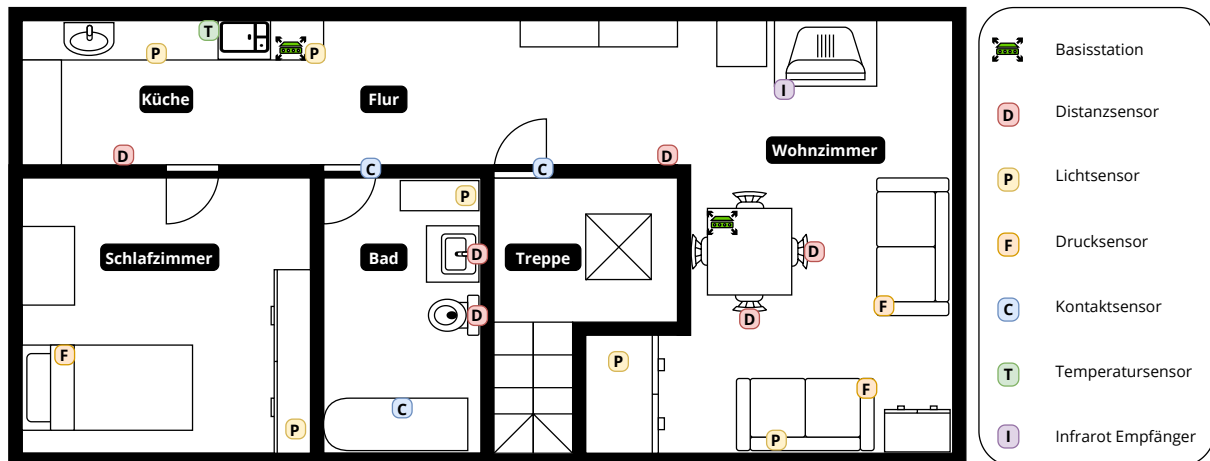 T
P
P
I
Küche
Flur
Wohnzimmer
D
D
C
C
P
Schlafzimmer
Bad
D
Treppe
D
F
D
D
F
P
F
C
P
P
Basisstation
D Distanzsensor
P Lichtsensor
F Drucksensor
C Kontaktsensor
T Temperatursensor
I Infrarot Empfänger